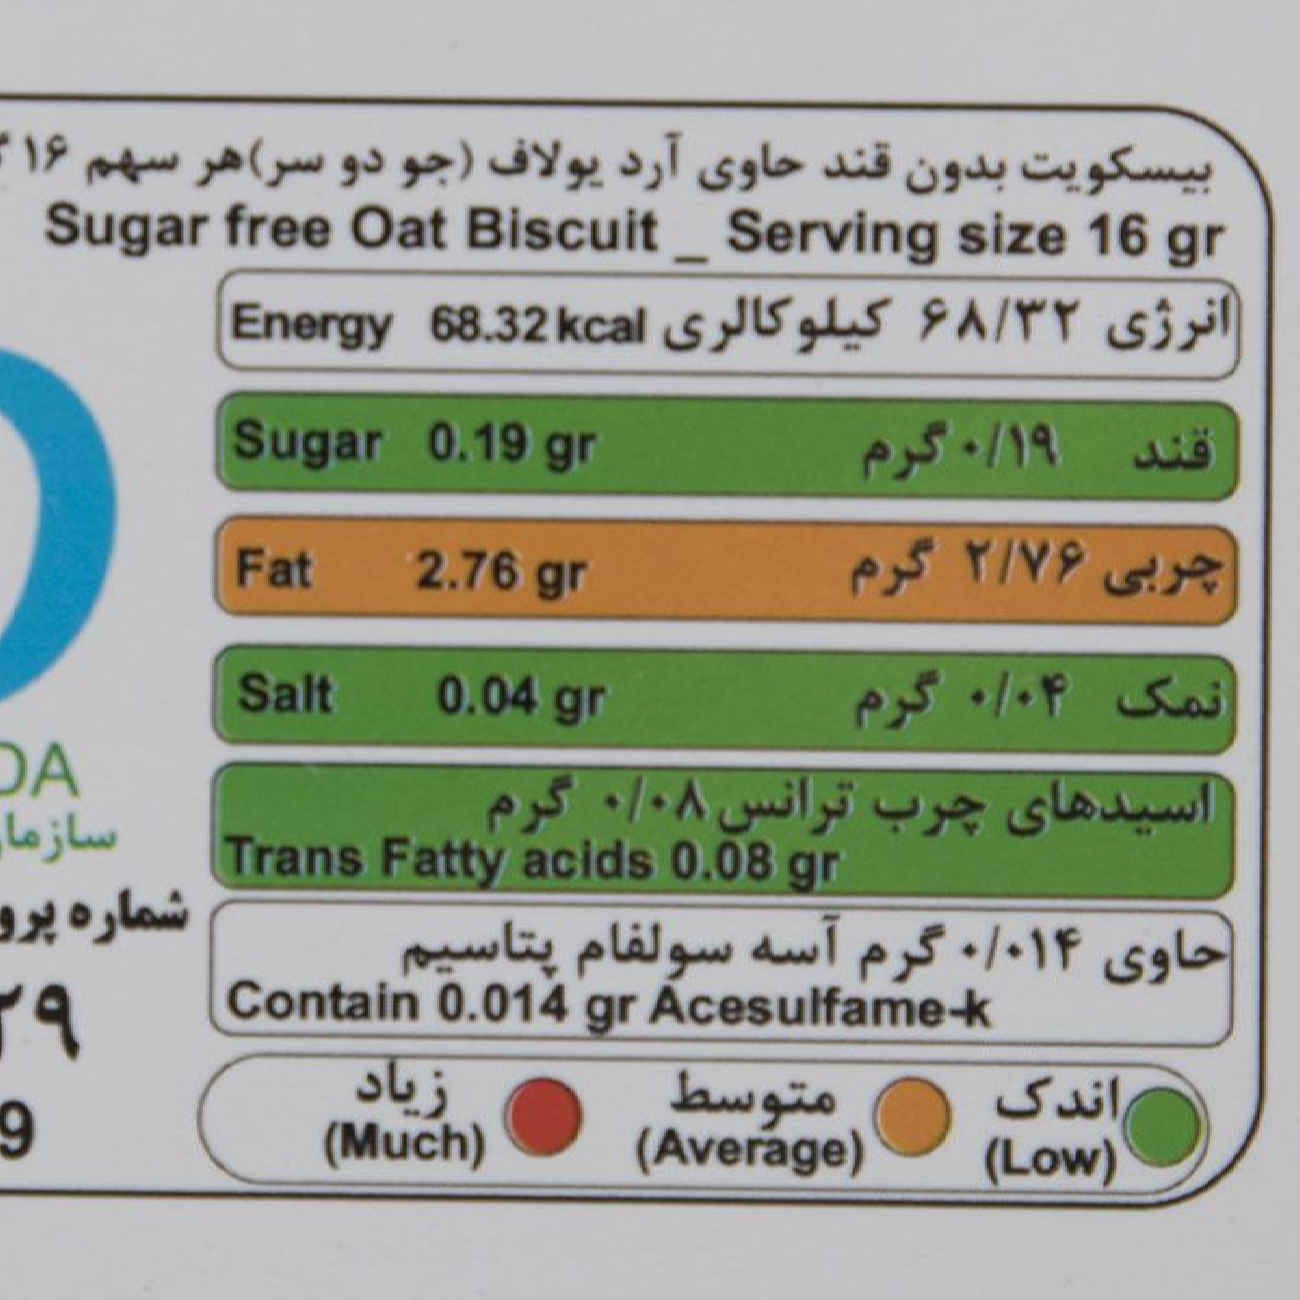 بیسکویت بدون قند حاوی آرد یولاف (جو دو سر)هر سهم ۱۶
Sugar free Oat Biscuit _ Serving size 16 gr
Energy 68.32 kcal انرژی ۶۸/۳۲ کیلوکالری
Sugar 0.19 gr قند ۰/۱۹ گرم
Fat 2.76 gr چربی ۲/۷۶ گرم
Salt 0.04 gr نمک ۰/۰۴ گرم
اسیدهای چرب ترانس ۰/۰۸ گرم
Trans Fatty acids 0.08 gr
حاوی ۰/۰۱۴ گرم آسه سولفام پتاسیم
Contain 0.014 gr Acesulfame-k
اندک متوسط زیاد
(Much) (Average) (Low)
DA
شماره
۲۹
9